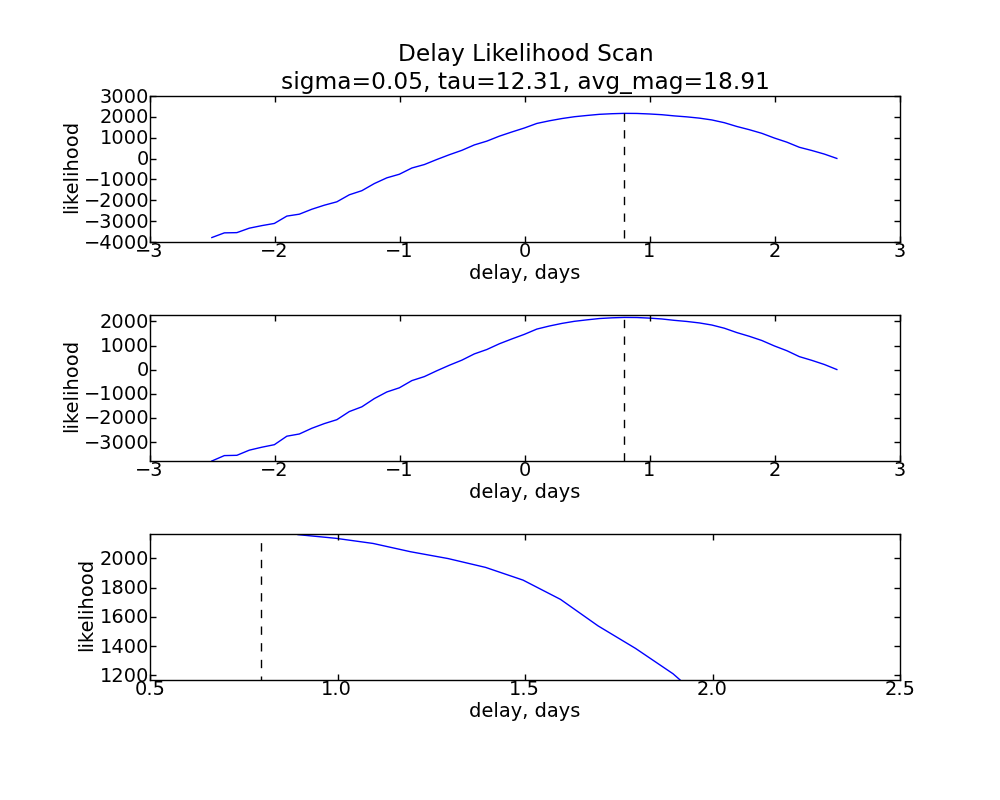 Delay Likelihood Scan
sigma=0.05, tau=12.31, avg_mag=18.91
3000
2000
1000
0
−1000
−2000
−3000
−4000
likelihood
−3 −2 −1 0 1 2 3
delay, days
2000
1000
0
−1000
−2000
−3000
likelihood
−3 −2 −1 0 1 2 3
delay, days
2000
1800
1600
1400
1200
likelihood
0.5 1.0 1.5 2.0 2.5
delay, days